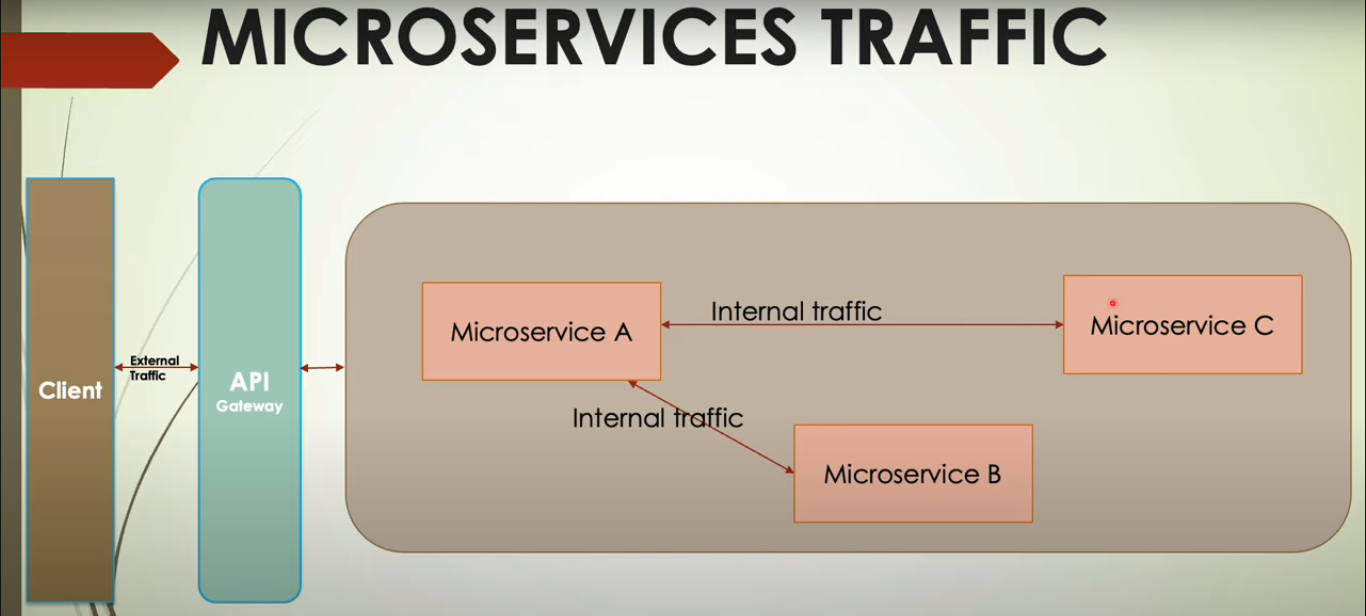 MICROSERVICES TRAFFIC
Client
External
Traffic
API
Gateway
Microservice A
Internal traffic
Microservice C
Internal traffic
Microservice B